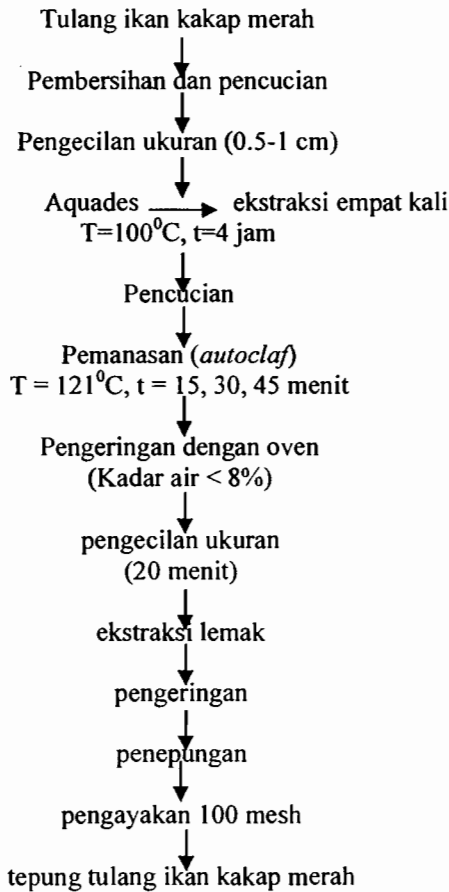 Tulang ikan kakap merah
Pembersihan dan pencucian
Pengecilan ukuran (0.5-1 cm)
Aquades ekstraksi empat kali
T=100⁰C, t=4 jam
Pencucian
Pemanasan (autoclaf)
T = 121⁰C, t = 15, 30, 45 menit
Pengeringan dengan oven
(Kadar air < 8%)
pengecilan ukuran
(20 menit)
ekstraksi lemak
pengeringan
penepungan
pengayakan 100 mesh
tepung tulang ikan kakap merah